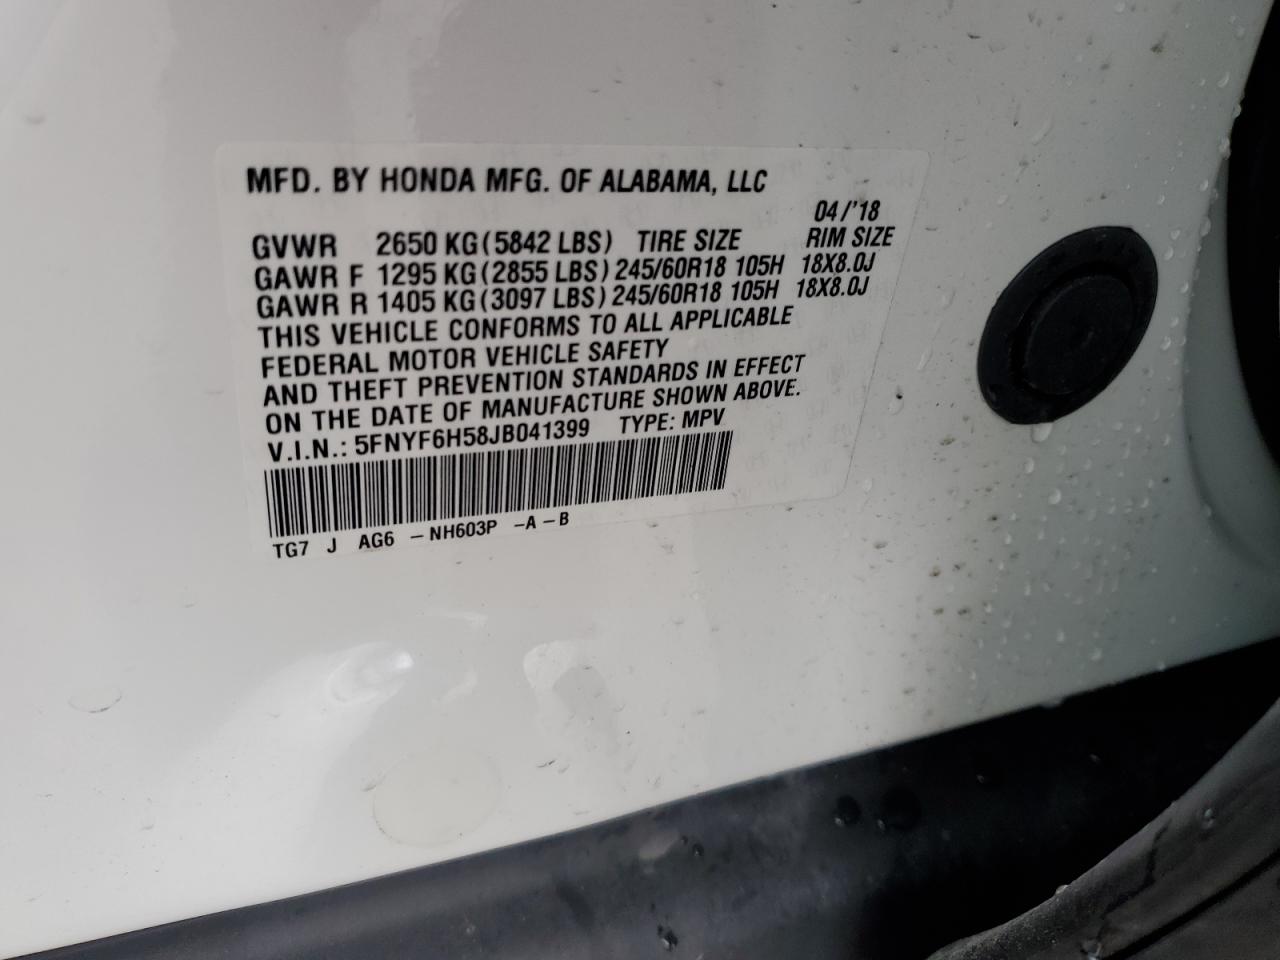 MFD. BY HONDA MFG. OF ALABAMA, LLC
04/'18
GVWR 2650 KG(5842 LBS) TIRE SIZE RIM SIZE
GAWR F 1295 KG(2855 LBS) 245/60R18 105H 18X8.0J
GAWR R 1405 KG(3097 LBS) 245/60R18 105H 18X8.0J
THIS VEHICLE CONFORMS TO ALL APPLICABLE
FEDERAL MOTOR VEHICLE SAFETY
AND THEFT PREVENTION STANDARDS IN EFFECT
ON THE DATE OF MANUFACTURE SHOWN ABOVE.
V.I.N.: 5FNYF6H58JB041399 TYPE: MPV
TG7 J AG6 -NH603P -A-B